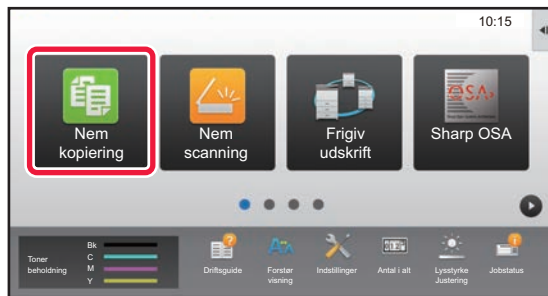 10:15
Nem
kopiering
Nem
scanning
Frigiv
udskrift
Sharp OSA
Toner
beholdning
Bk
C
M
Y
Driftsguide
Forstør
visning
Indstillinger
Antal i alt
Lysstyrke
Justering
Jobstatus